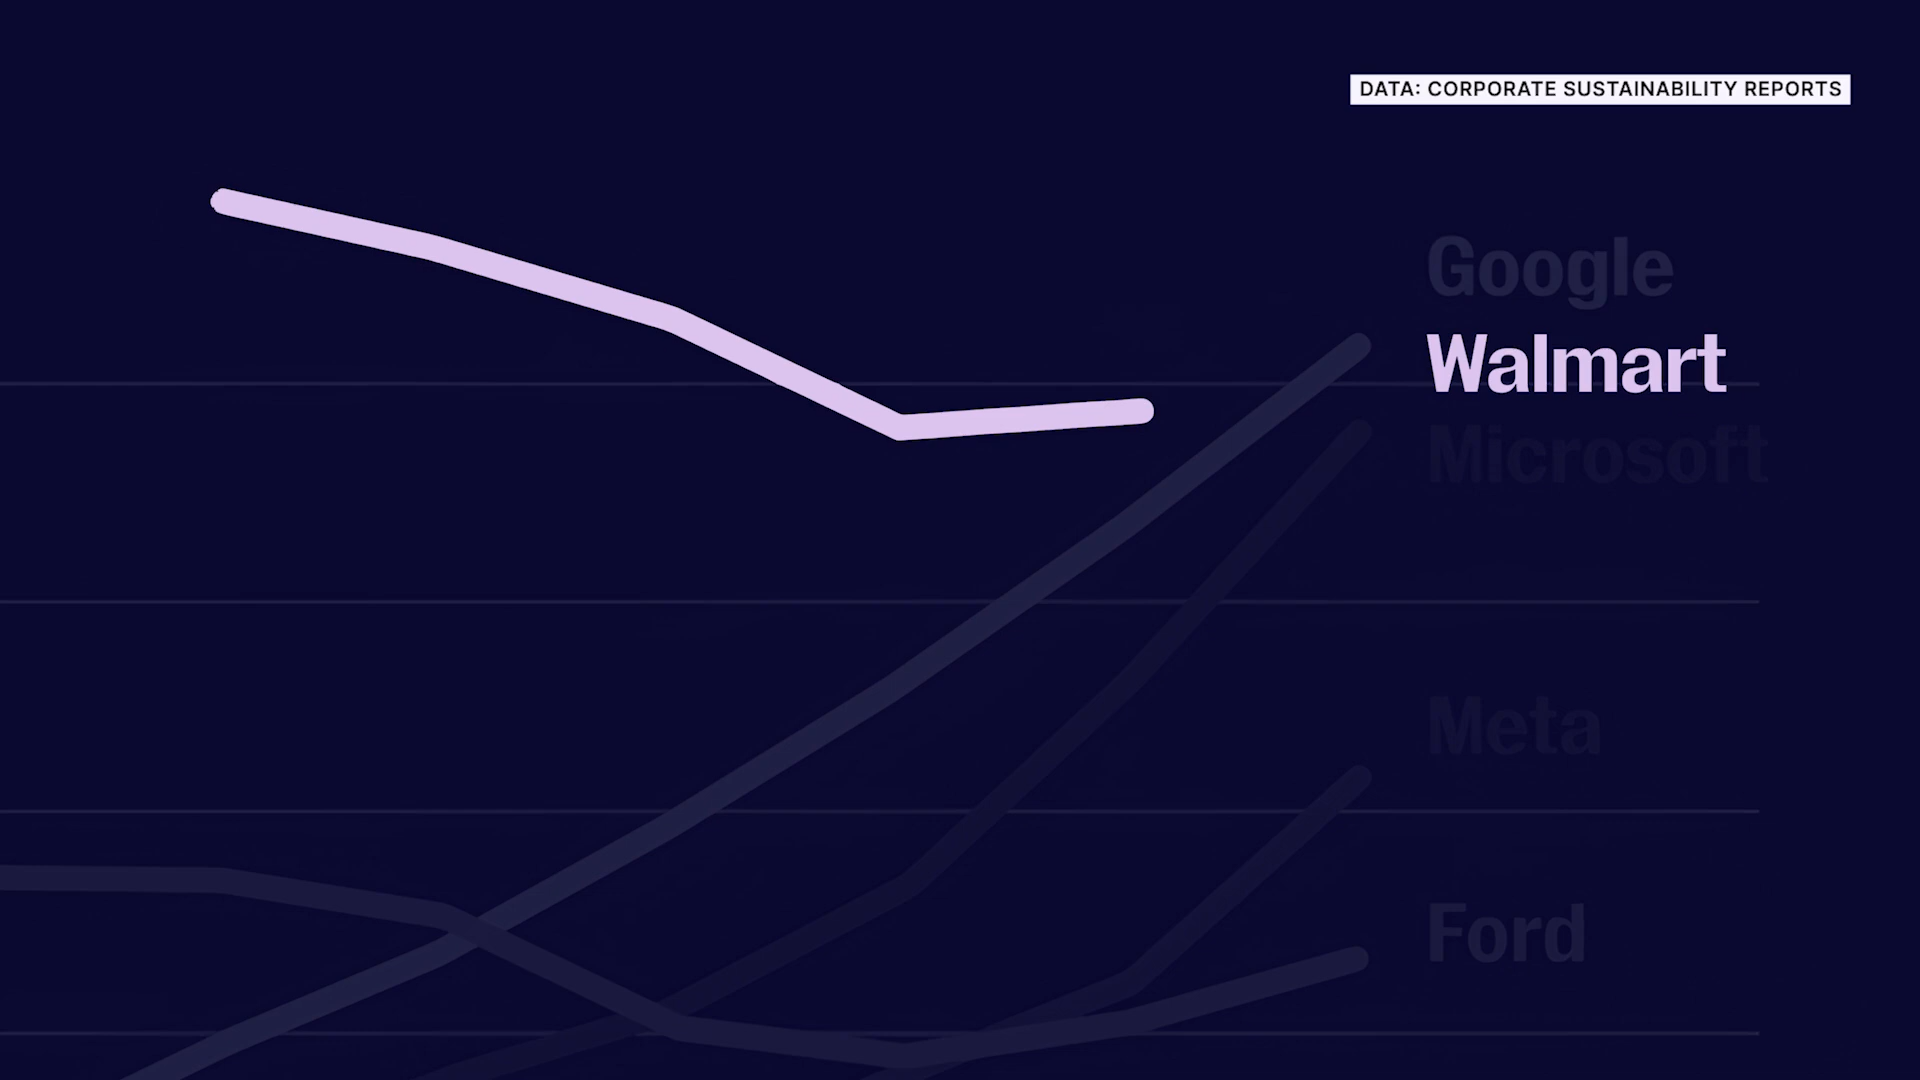 DATA: CORPORATE SUSTAINABILITY REPORTS
Google
Walmart
Microsoft
Meta
Ford